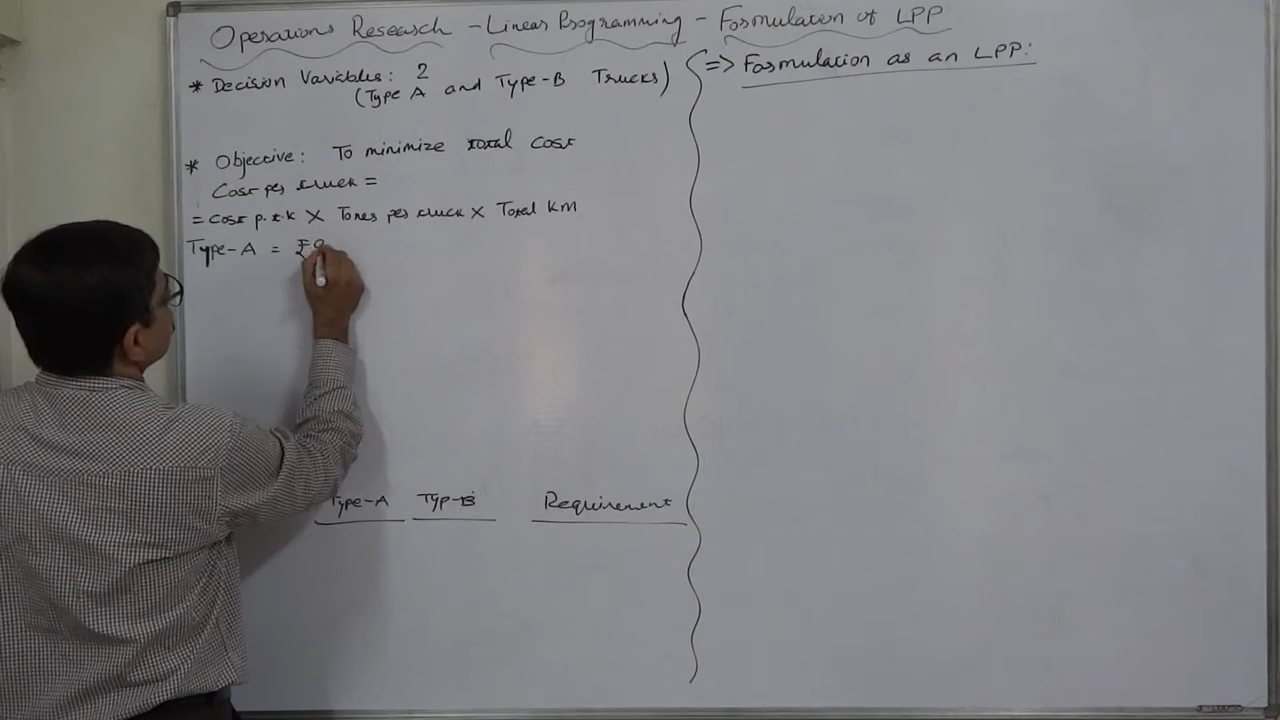 Operations Research - Linear Programming - Formulation of LPP
* Decision Variables: 2
(Type A and Type-B Trucks)
* Objective: To minimize total cost
Cost per truck =
= Cost p.t.k X Tones per truck X Total KM
Type-A = ₹
Type-A Typ-B Requirement
=> Formulation as an LPP: